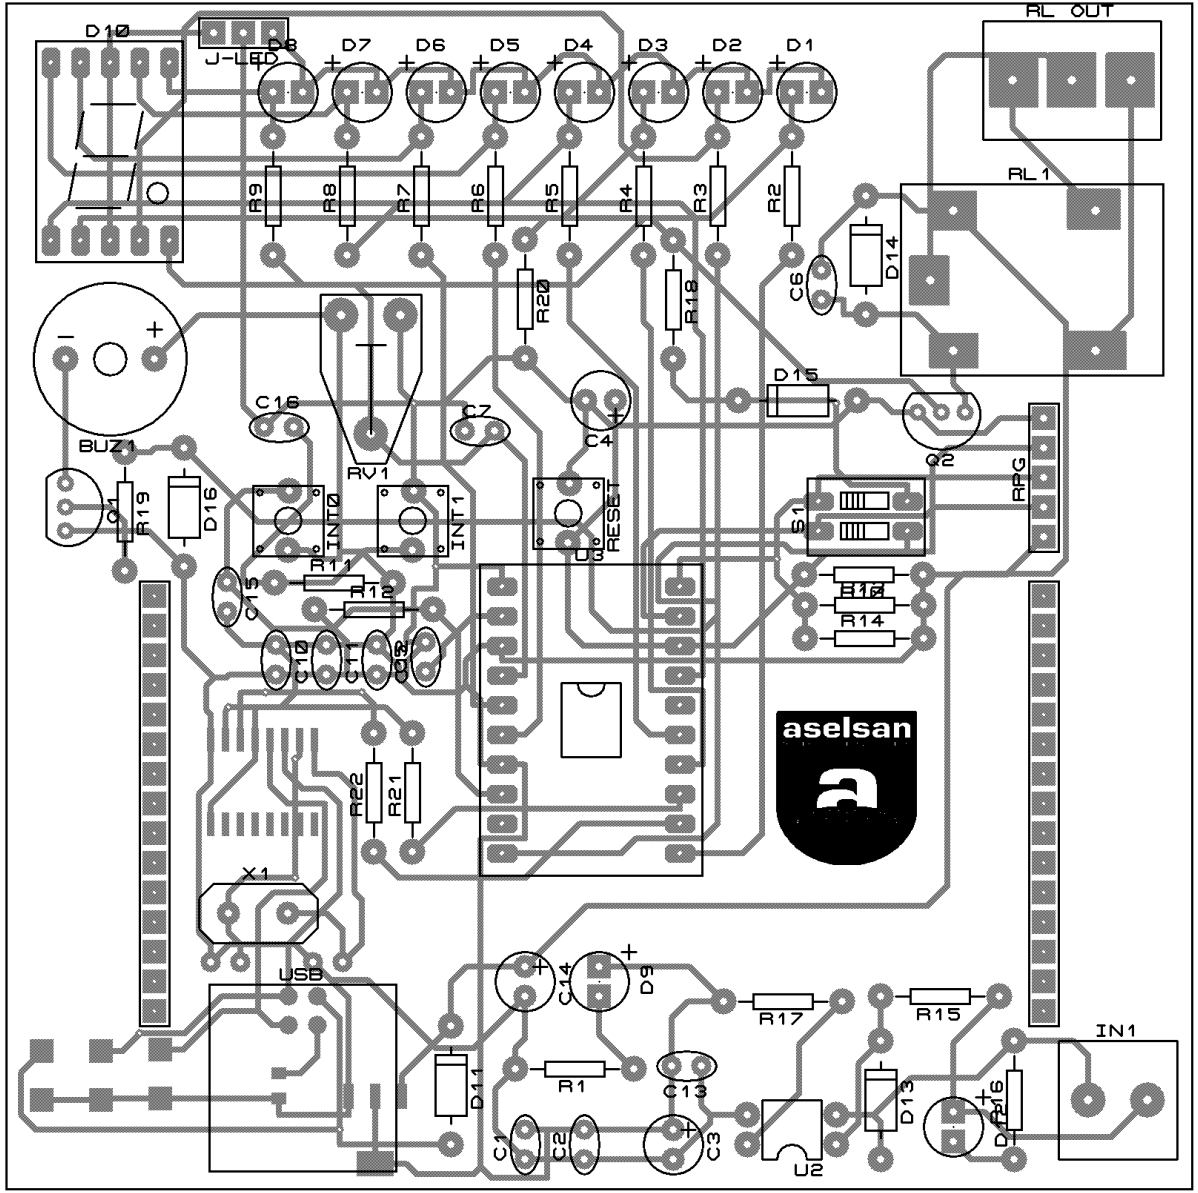 RL OUT
D10
J-LED
D8
D7
D6
D5
D4
D3
D2
D1
RL1
R9
R8
R7
R6
R5
R4
R3
R2
D14
C6
R20
R18
BUZ1
C16
RV1
C7
C4
D15
Q2
RPG
Q1
R19
D16
INT0
INT1
RESET
U3
S1
R11
R12
C15
R14
C10
C11
aselsan
a
R22
R21
X1
USB
C14
D9
R17
R15
IN1
D11
R1
C13
D13
C1
C2
C3
U2